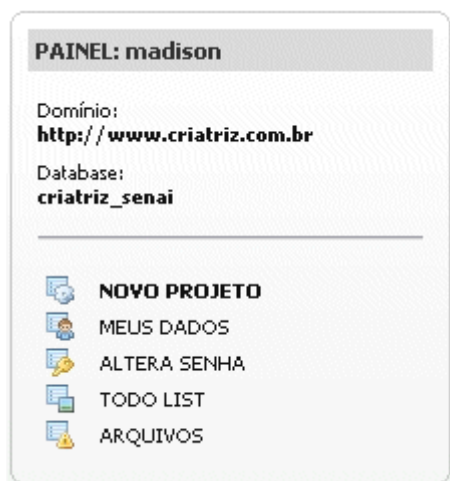 PAINEL: madison
Domínio:
http://www.criatriz.com.br
Database:
criatriz_senai
NOVO PROJETO
MEUS DADOS
ALTERA SENHA
TODO LIST
ARQUIVOS